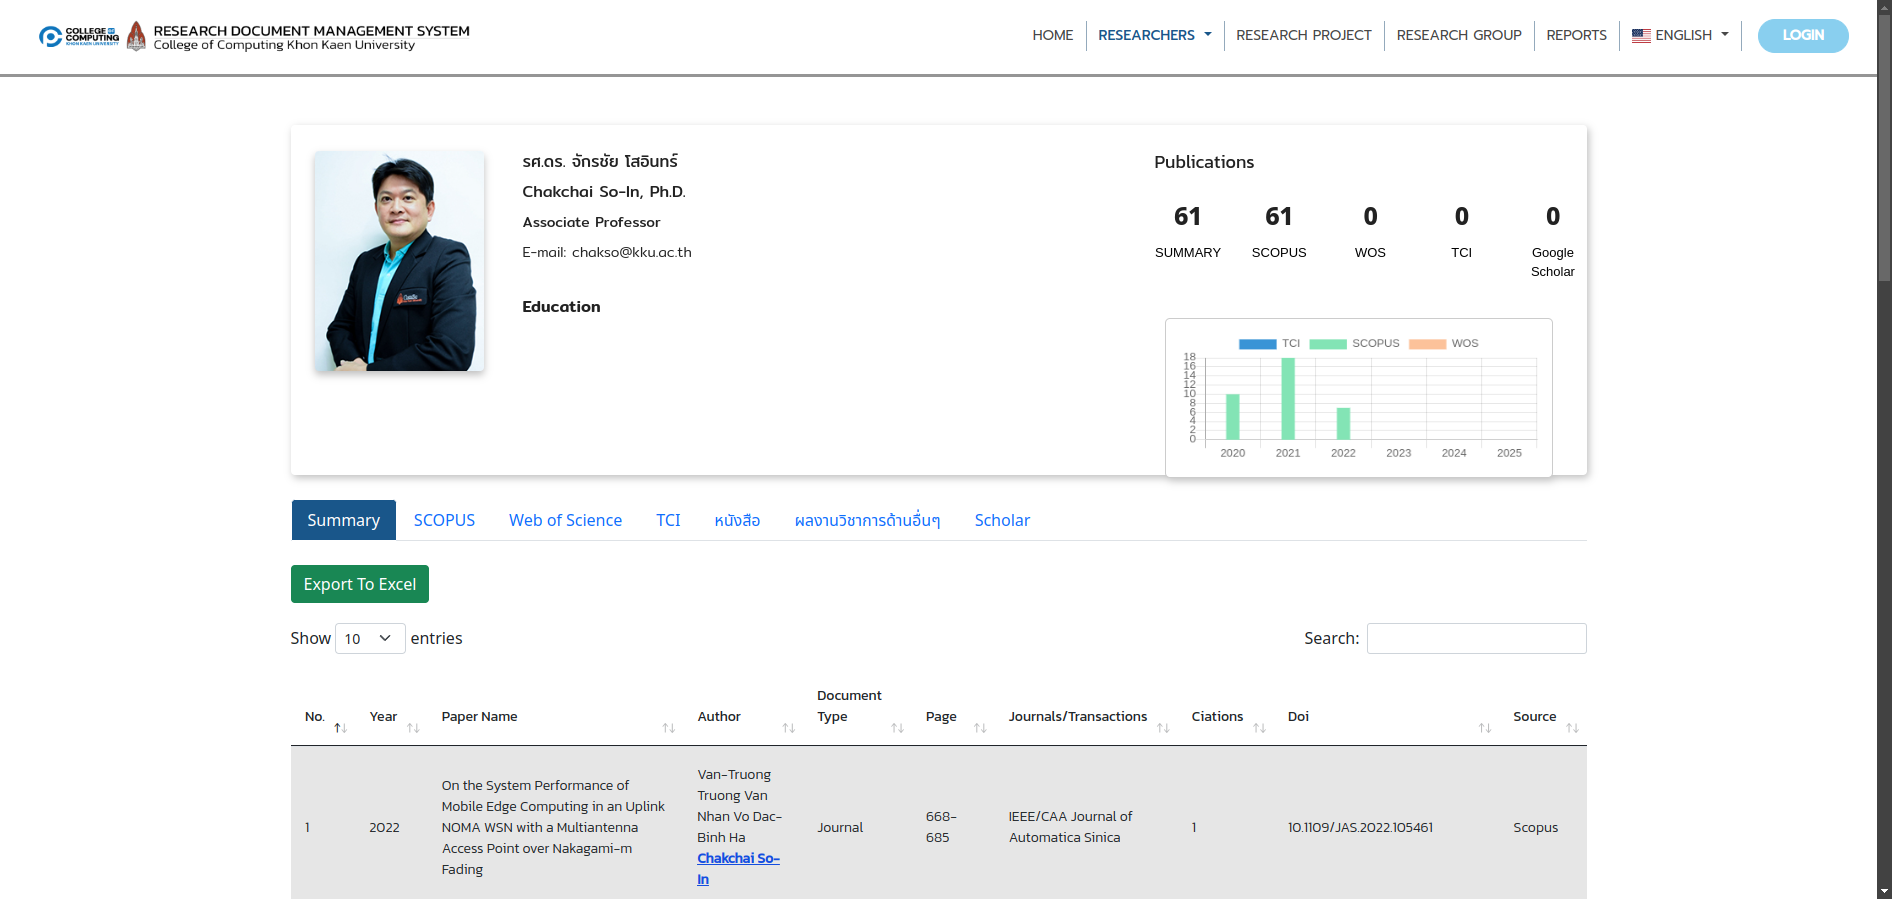 COLLEGE OF
COMPUTING
KHON KAEN UNIVERSITY
RESEARCH DOCUMENT MANAGEMENT SYSTEM
College of Computing Khon Kaen University
HOME
RESEARCHERS
RESEARCH PROJECT
RESEARCH GROUP
REPORTS
ENGLISH
LOGIN
รศ.ดร. จักรชัย โสอินทร์
Chakchai So-In, Ph.D.
Associate Professor
E-mail: chakso@kku.ac.th
Education
Publications
61 61 0 0 0
SUMMARY SCOPUS WOS TCI Google
Scholar
TCI SCOPUS WOS
18
16
14
12
10
8
6
4
2
0
2020 2021 2022 2023 2024 2025
Summary SCOPUS Web of Science TCI หนังสือ ผลงานวิชาการด้านอื่นๆ Scholar
Export To Excel
Show 10 entries
Search:
No. Year Paper Name Author Document Type Page Journals/Transactions Ciations Doi Source
1
2022
On the System Performance of
Mobile Edge Computing in an Uplink
NOMA WSN with a Multiantenna
Access Point over Nakagami-m
Fading
Van-Truong
Truong Van
Nhan Vo Dac-
Binh Ha
Chakchai So-
In
Journal
668-
685
IEEE/CAA Journal of
Automatica Sinica
1
10.1109/JAS.2022.105461
Scopus